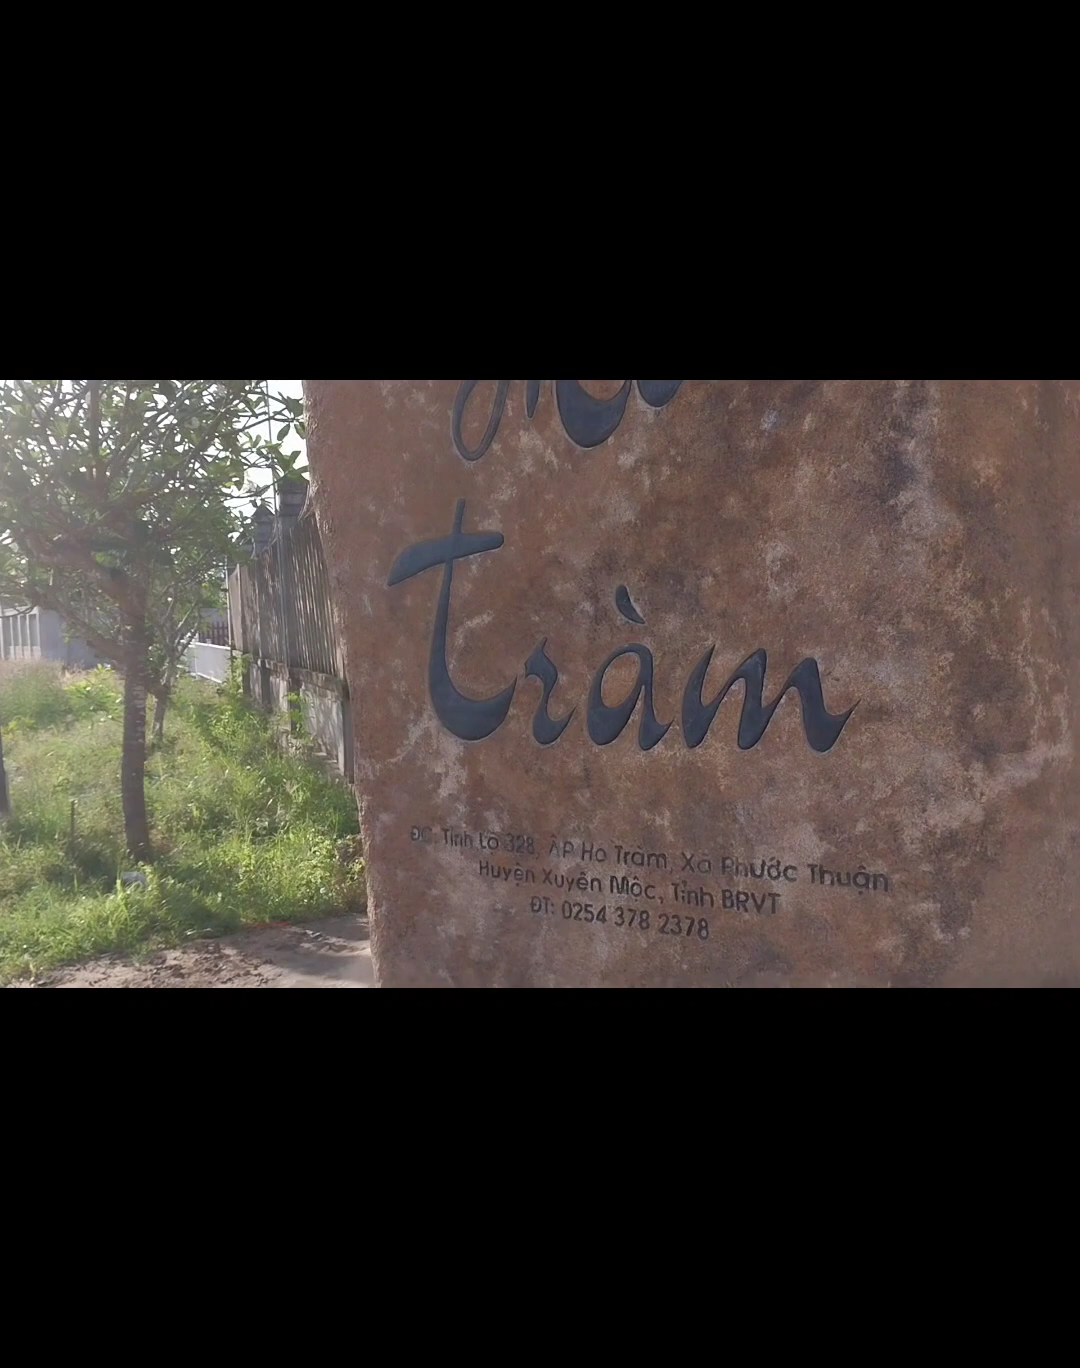 Tràm
ĐC: Tỉnh Lộ 328, ẤP Hồ Tràm, Xã Phước Thuận
Huyện Xuyên Mộc, Tỉnh BRVT
ĐT: 0254 378 2378